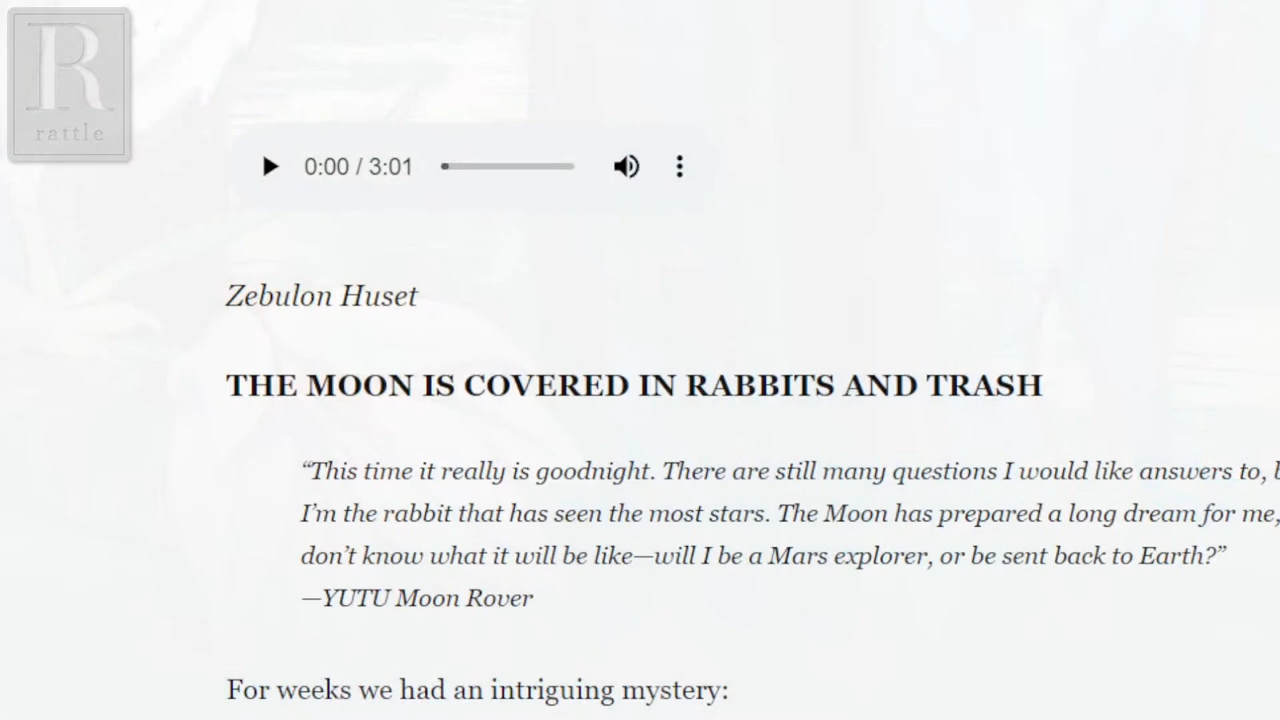 R
rattle
0:00 / 3:01
Zebulon Huset
THE MOON IS COVERED IN RABBITS AND TRASH
“This time it really is goodnight. There are still many questions I would like answers to,
I’m the rabbit that has seen the most stars. The Moon has prepared a long dream for me,
don’t know what it will be like—will I be a Mars explorer, or be sent back to Earth?”
—YUTU Moon Rover
For weeks we had an intriguing mystery: